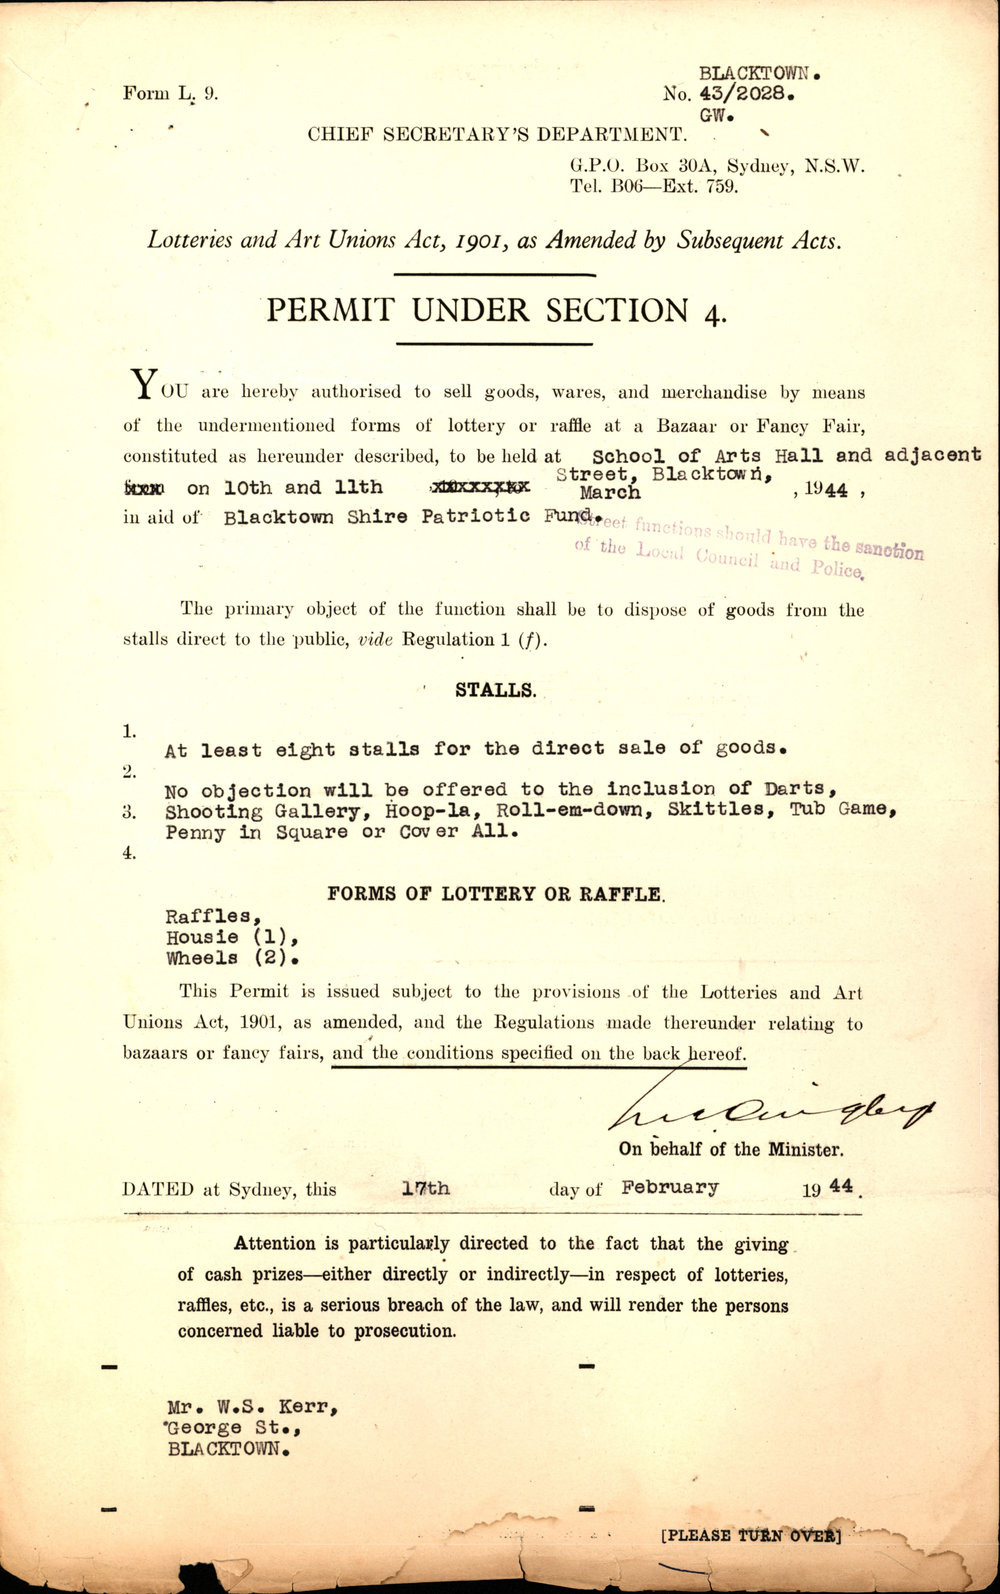 BLACKTOWN.
Form L. 9.
No. 43/2028.
GW.
CHIEF SECRETARY'S DEPARTMENT.
G.P.O. Box 30A, Sydney, N.S.W.
Tel. B06—Ext. 759.
Lotteries and Art Unions Act, 1901, as Amended by Subsequent Acts.
PERMIT UNDER SECTION 4.
YOU are hereby authorised to sell goods, wares, and merchandise by means
of the undermentioned forms of lottery or raffle at a Bazaar or Fancy Fair,
constituted as hereunder described, to be held at School of Arts Hall and adjacent
Street, Blacktown,
on 10th and 11th March , 1944 ,
in aid of Blacktown Shire Patriotic Fund.
Street functions should have the sanction
of the Local Council and Police.
The primary object of the function shall be to dispose of goods from the
stalls direct to the public, vide Regulation 1 (f).
STALLS.
1.
At least eight stalls for the direct sale of goods.
2.
No objection will be offered to the inclusion of Darts,
3. Shooting Gallery, Hoop-la, Roll-em-down, Skittles, Tub Game,
Penny in Square or Cover All.
4.
FORMS OF LOTTERY OR RAFFLE.
Raffles,
Housie (1),
Wheels (2).
This Permit is issued subject to the provisions of the Lotteries and Art
Unions Act, 1901, as amended, and the Regulations made thereunder relating to
bazaars or fancy fairs, and the conditions specified on the back hereof.
On behalf of the Minister.
DATED at Sydney, this 17th day of February 1944.
Attention is particularly directed to the fact that the giving
of cash prizes—either directly or indirectly—in respect of lotteries,
raffles, etc., is a serious breach of the law, and will render the persons
concerned liable to prosecution.
Mr. W.S. Kerr,
George St.,
BLACKTOWN.
[PLEASE TURN OVER]